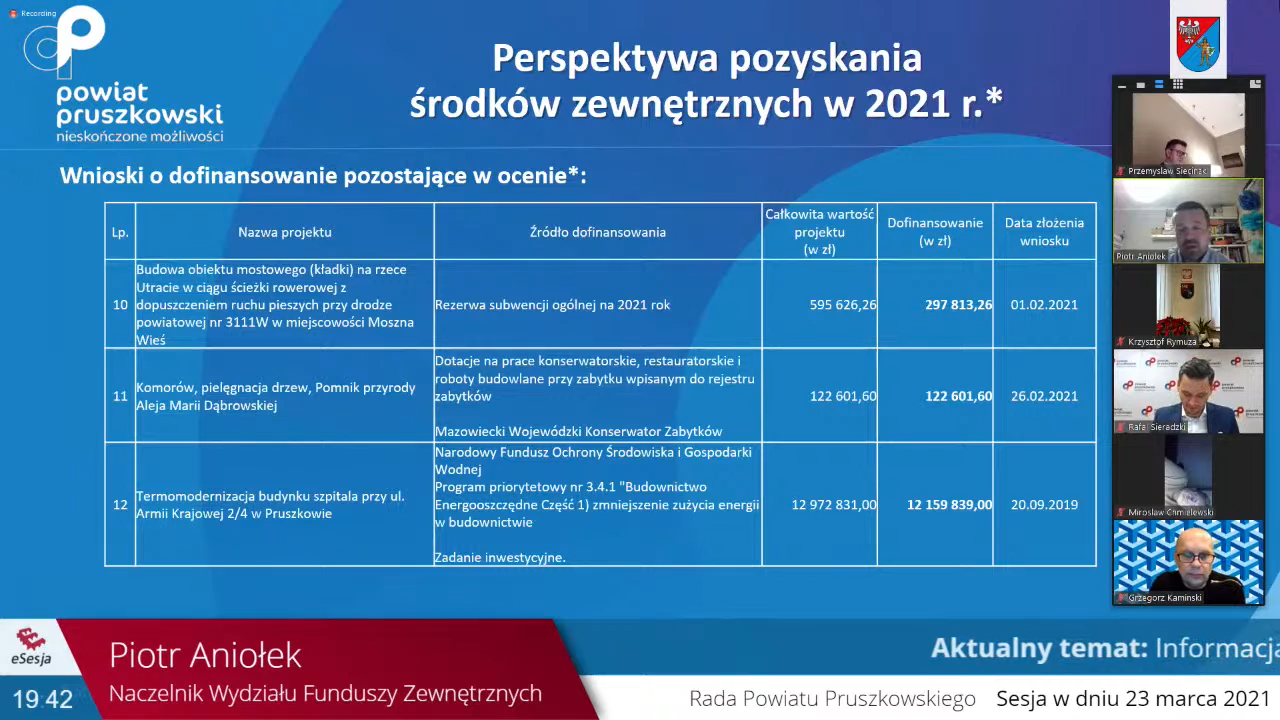 Recording
powiat
pruszkowski
nieskończone możliwości
Perspektywa pozyskania
środków zewnętrznych w 2021 r.*
Wnioski o dofinansowanie pozostające w ocenie*:
Lp.
Nazwa projektu
Źródło dofinansowania
Całkowita wartość
projektu
(w zł)
Dofinansowanie
(w zł)
Data złożenia
wniosku
10
Budowa obiektu mostowego (kładki) na rzece
Utracie w ciągu ścieżki rowerowej z
dopuszczeniem ruchu pieszych przy drodze
powiatowej nr 3111W w miejscowości Moszna
Wieś
Rezerwa subwencji ogólnej na 2021 rok
595 626,26
297 813,26
01.02.2021
11
Komorów, pielęgnacja drzew, Pomnik przyrody
Aleja Marii Dąbrowskiej
Dotacje na prace konserwatorskie, restauratorskie i
roboty budowlane przy zabytku wpisanym do rejestru
zabytków
Mazowiecki Wojewódzki Konserwator Zabytków
122 601,60
122 601,60
26.02.2021
12
Termomodernizacja budynku szpitala przy ul.
Armii Krajowej 2/4 w Pruszkowie
Narodowy Fundusz Ochrony Środowiska i Gospodarki
Wodnej
Program priorytetowy nr 3.4.1 "Budownictwo
Energooszczędne Część 1) zmniejszenie zużycia energii
w budownictwie
Zadanie inwestycyjne.
12 972 831,00
12 159 839,00
20.09.2019
Przemysław Sieciński
Piotr Aniołek
Krzysztof Rymuza
Rafał Sieradzki
Mirosław Chmielewski
Grzegorz Kamiński
eSesja
19:42
Piotr Aniołek
Naczelnik Wydziału Funduszy Zewnętrznych
Aktualny temat: Informacja
Rada Powiatu Pruszkowskiego Sesja w dniu 23 marca 2021